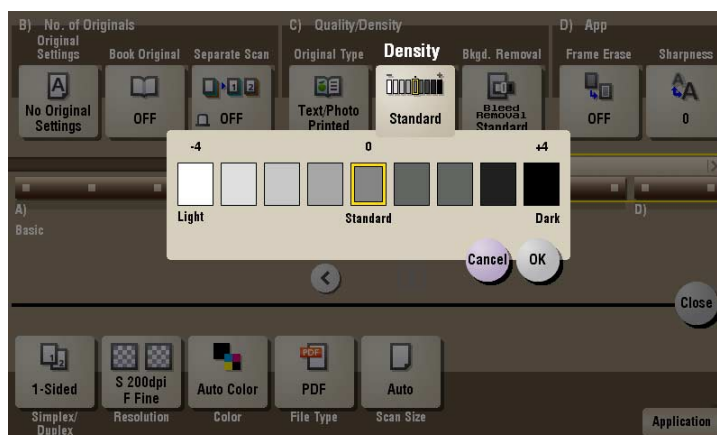 B) No. of Originals
C) Quality/Density
D) App
Original
Settings
Book Original
Separate Scan
Original Type
Density
Bkgd. Removal
Frame Erase
Sharpness
No Original
Settings
OFF
OFF
Text/Photo
Printed
Standard
Bleed
Removal
Standard
OFF
0
-4
0
+4
Light
Standard
Dark
A)
D)
Basic
Cancel
OK
Close
1-Sided
S 200dpi
F Fine
Auto Color
PDF
PDF
Auto
Simplex/
Duplex
Resolution
Color
File Type
Scan Size
Application